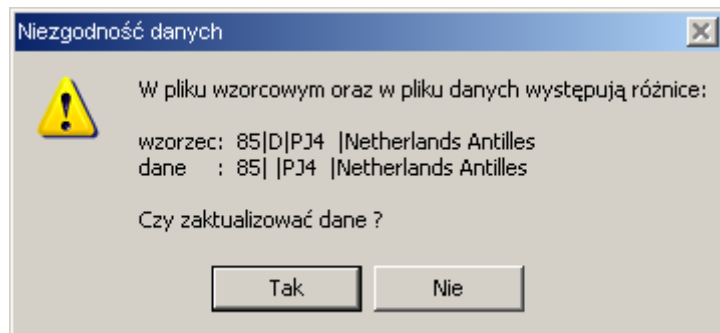 Niezgodność danych
W pliku wzorcowym oraz w pliku danych występują różnice:
wzorzec: 85|D|PJ4 |Netherlands Antilles
dane : 85| |PJ4 |Netherlands Antilles
Czy zaktualizować dane ?
Tak Nie